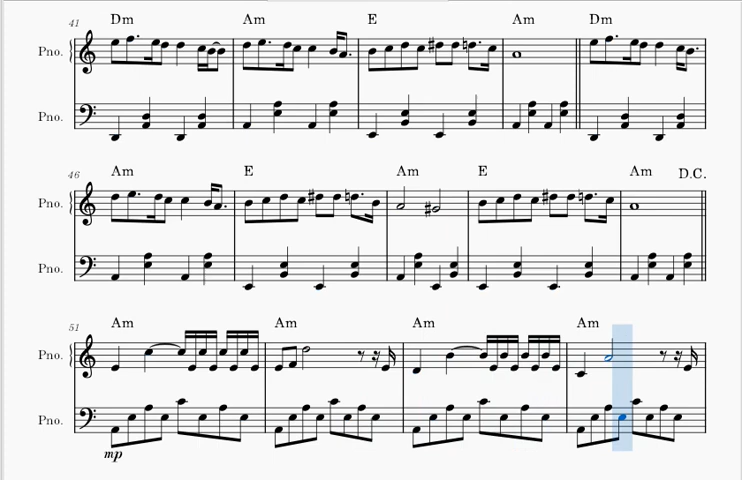 41 Dm Am E Am Dm
Pno.
Pno.
46 Am E Am E Am D.C.
Pno.
Pno.
51 Am Am Am Am
Pno.
Pno.
mp